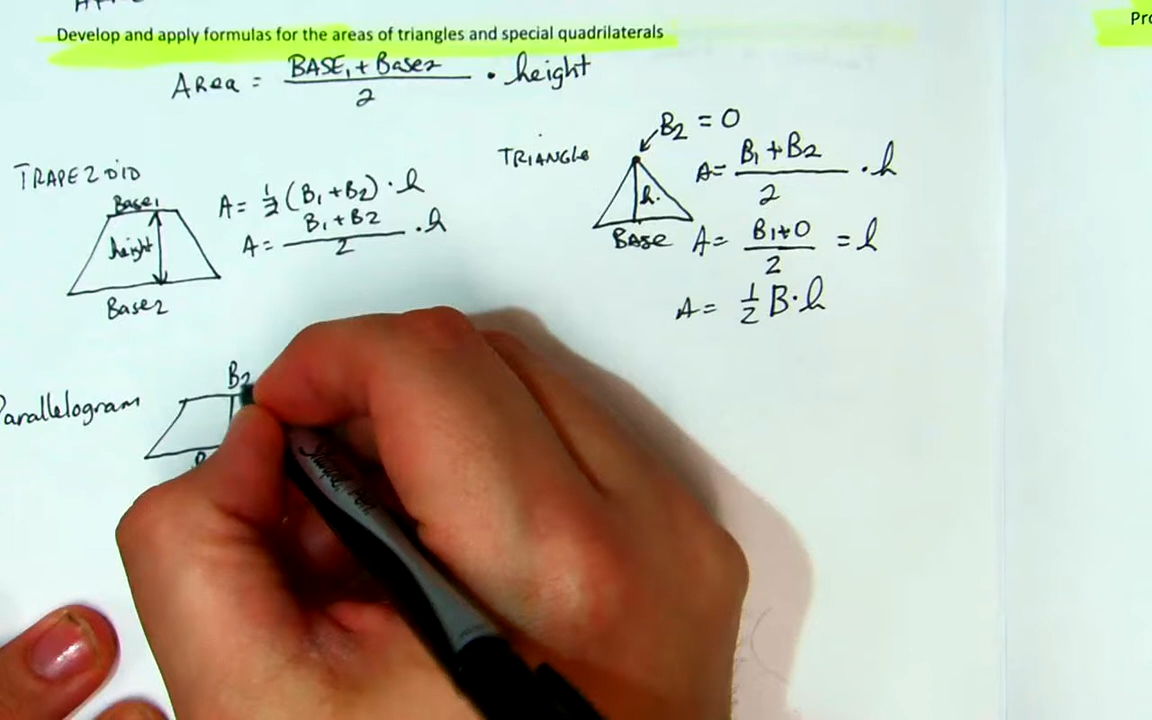 Develop and apply formulas for the areas of triangles and special quadrilaterals
Area = BASE1 + Base2 / 2 · height
TRAPEZOID
Base1
height
Base2
A = 1/2 (B1 + B2) · h
A = B1 + B2 / 2 · h
TRIANGLE
B2 = 0
h.
BASE
A = B1 + B2 / 2 · h
A = B1 + 0 / 2 = h
A = 1/2 B · h
Parallelogram
B2